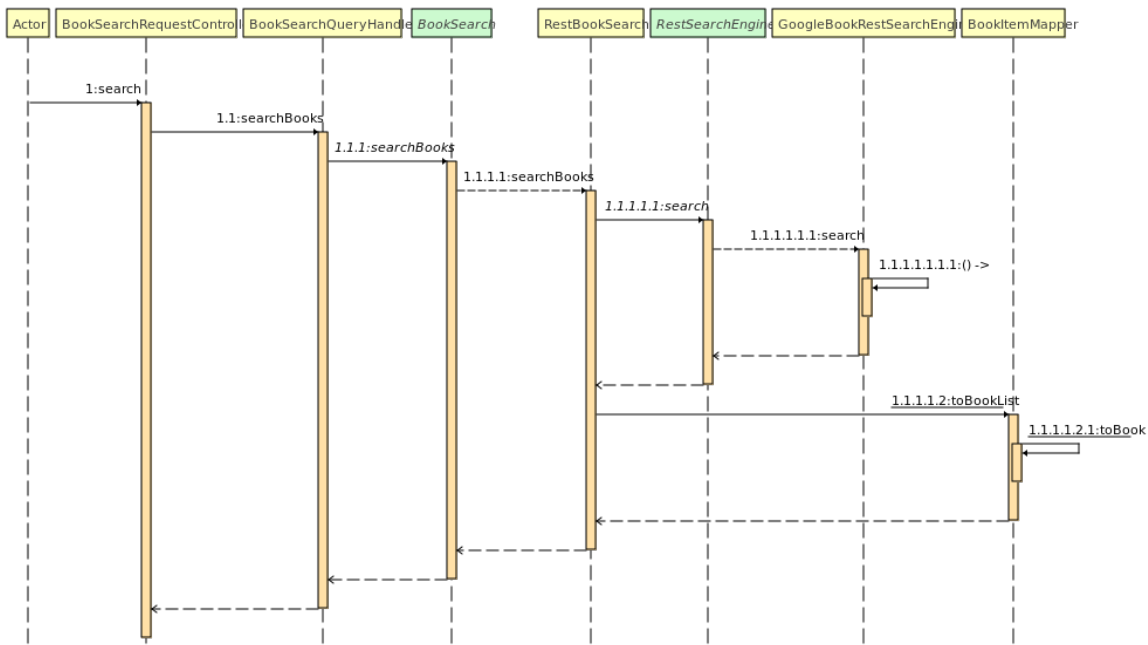 Actor
BookSearchRequestControl
BookSearchQueryHandle
BookSearch
RestBookSearch
RestSearchEngine
GoogleBookRestSearchEngi
BookItemMapper
1:search
1.1:searchBooks
1.1.1:searchBooks
1.1.1.1:searchBooks
1.1.1.1.1:search
1.1.1.1.1.1:search
1.1.1.1.1.1.1:() ->
1.1.1.1.2:toBookList
1.1.1.1.2.1:toBook